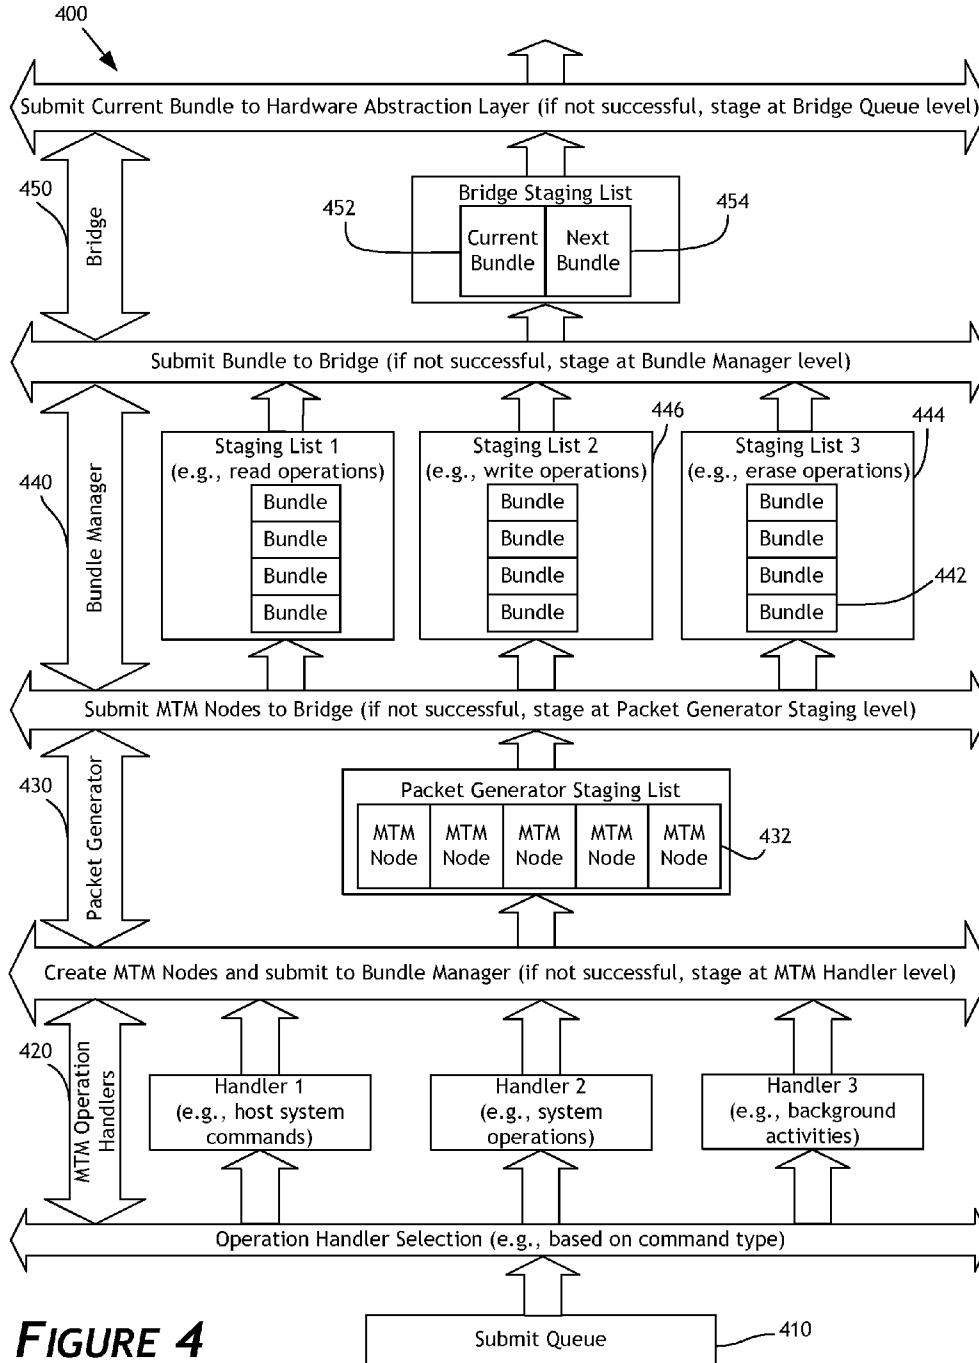 400
Submit Current Bundle to Hardware Abstraction Layer (if not successful, stage at Bridge Queue level)
450
Bridge
Bridge Staging List
452
454
Current
Bundle
Next
Bundle
Submit Bundle to Bridge (if not successful, stage at Bundle Manager level)
440
Bundle Manager
Staging List 1
(e.g., read operations)
Bundle
Bundle
Bundle
Bundle
446
Staging List 2
(e.g., write operations)
Bundle
Bundle
Bundle
Bundle
444
Staging List 3
(e.g., erase operations)
Bundle
Bundle
Bundle
Bundle
442
Submit MTM Nodes to Bridge (if not successful, stage at Packet Generator Staging level)
430
Packet Generator
Packet Generator Staging List
MTM
Node
MTM
Node
MTM
Node
MTM
Node
MTM
Node
432
Create MTM Nodes and submit to Bundle Manager (if not successful, stage at MTM Handler level)
420
MTM Operation
Handlers
Handler 1
(e.g., host system
commands)
Handler 2
(e.g., system
operations)
Handler 3
(e.g., background
activities)
Operation Handler Selection (e.g., based on command type)
FIGURE 4
Submit Queue
410